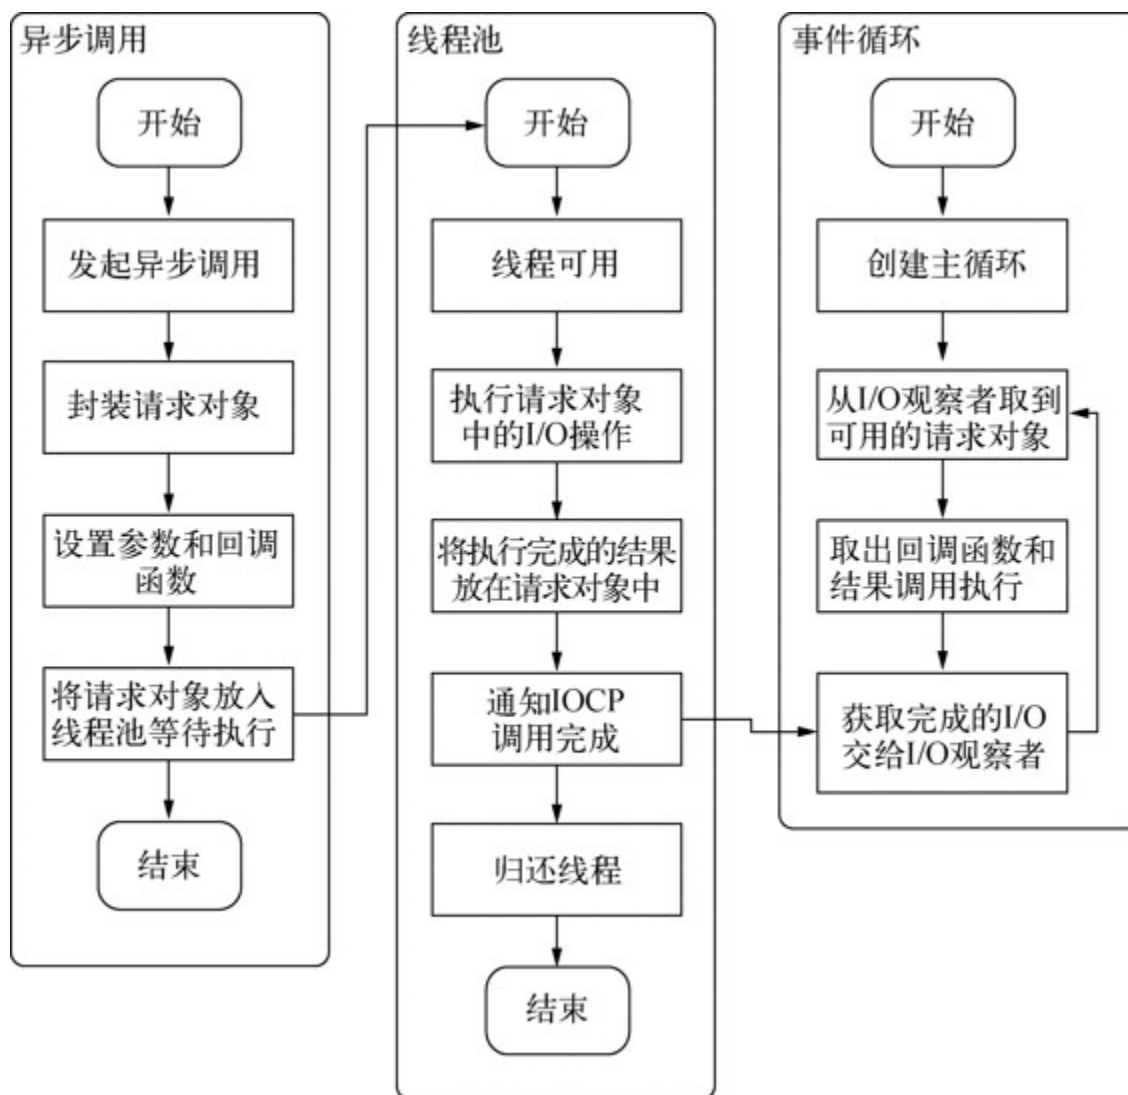 异步调用
开始
发起异步调用
封装请求对象
设置参数和回调
函数
将请求对象放入
线程池等待执行
结束
线程池
开始
线程可用
执行请求对象
中的I/O操作
将执行完成的结果
放在请求对象中
通知IOCP
调用完成
归还线程
结束
事件循环
开始
创建主循环
从I/O观察者取到
可用的请求对象
取出回调函数和
结果调用执行
获取完成的I/O
交给I/O观察者